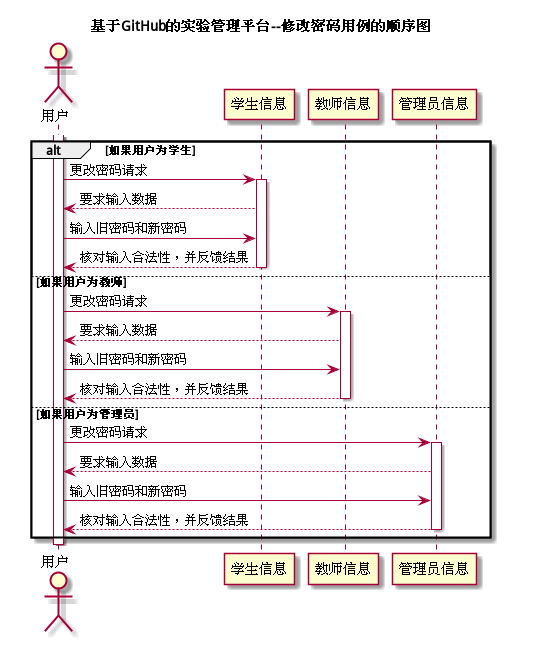 基于GitHub的实验管理平台--修改密码用例的顺序图
用户
学生信息
教师信息
管理员信息
alt
[如果用户为学生]
更改密码请求
要求输入数据
输入旧密码和新密码
核对输入合法性，并反馈结果
[如果用户为教师]
更改密码请求
要求输入数据
输入旧密码和新密码
核对输入合法性，并反馈结果
[如果用户为管理员]
更改密码请求
要求输入数据
输入旧密码和新密码
核对输入合法性，并反馈结果
用户
学生信息
教师信息
管理员信息